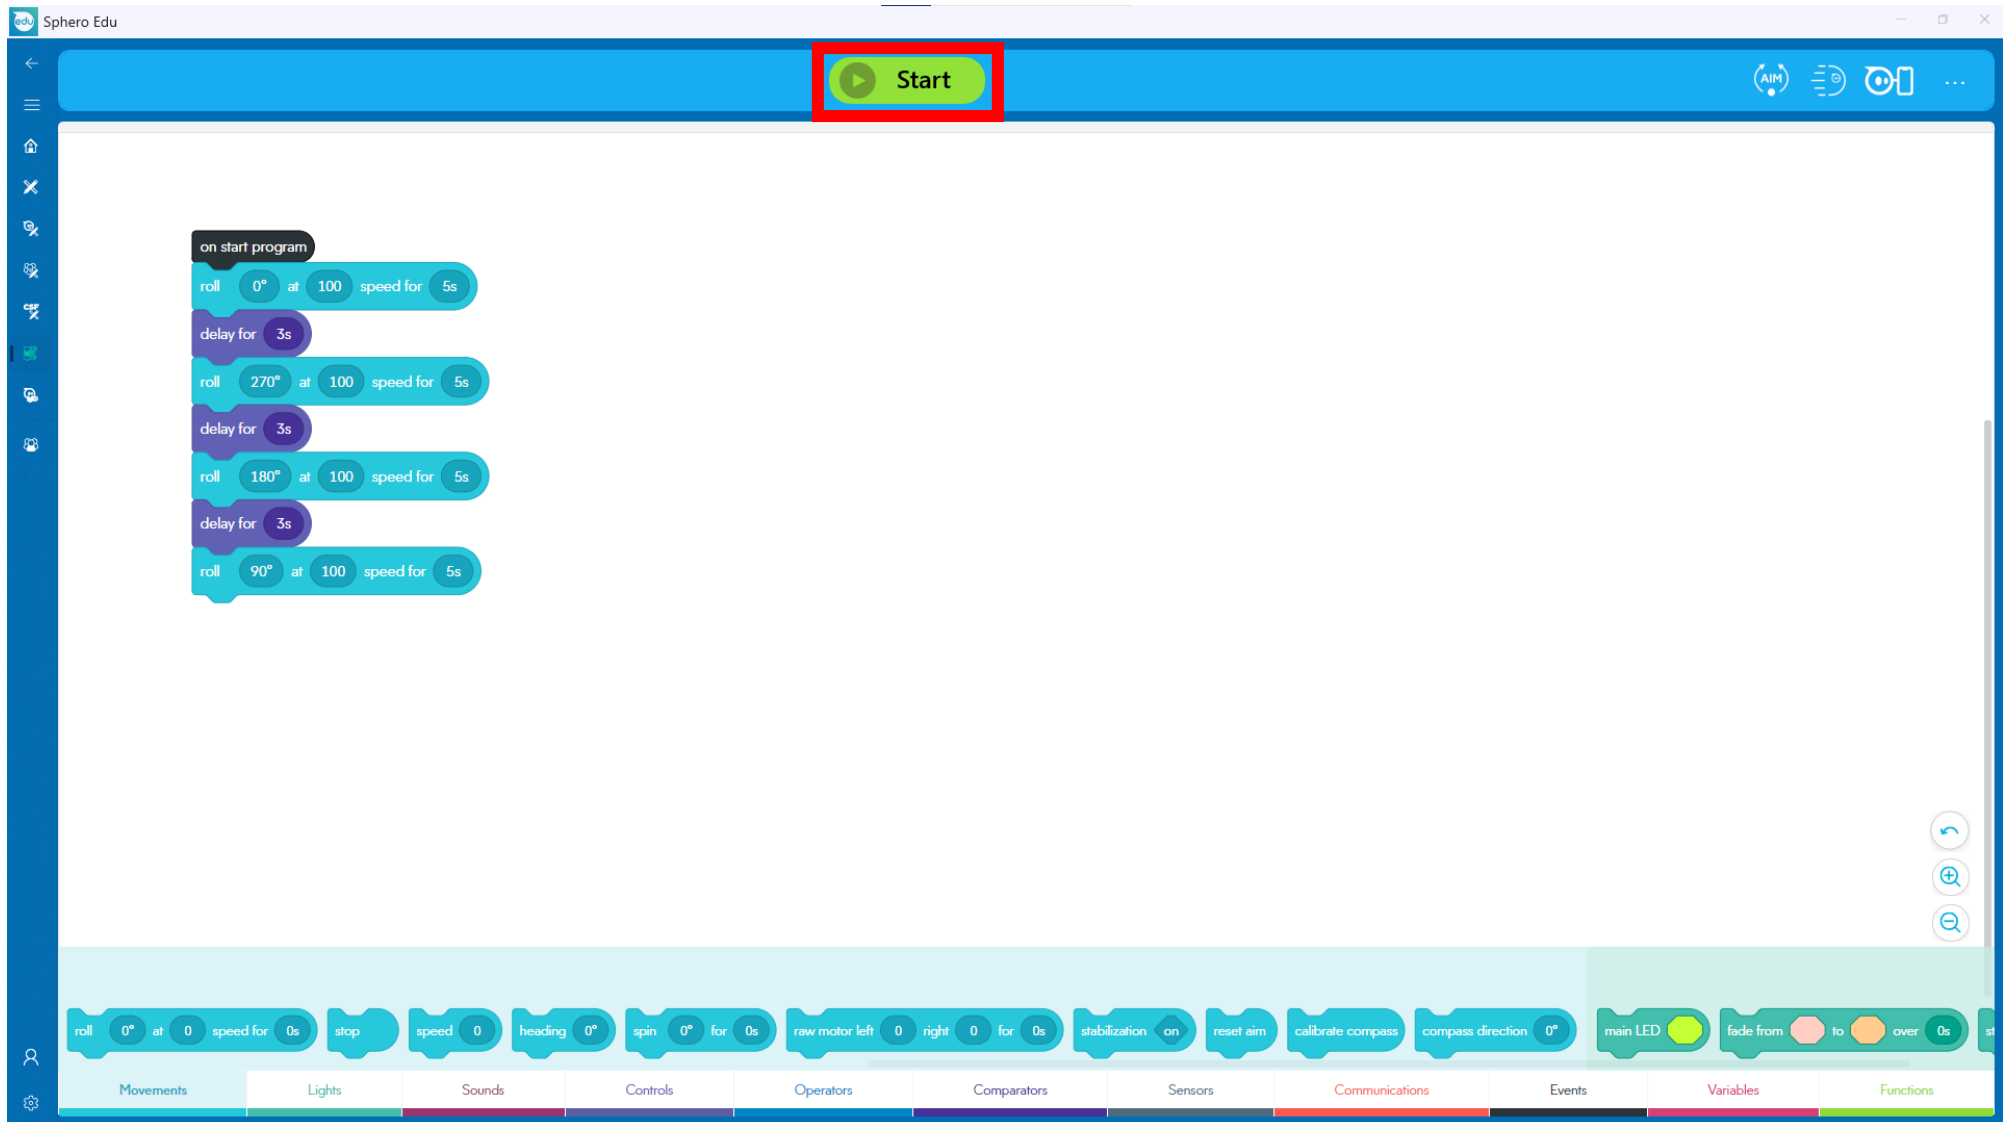 edu Sphero Edu
Start
AIM
...
on start program
roll 0° at 100 speed for 5s
delay for 3s
roll 270° at 100 speed for 5s
delay for 3s
roll 180° at 100 speed for 5s
delay for 3s
roll 90° at 100 speed for 5s
CSF
roll 0° at 0 speed for 0s stop speed 0 heading 0° spin 0° for 0s raw motor left 0 right 0 for 0s stabilization on reset aim calibrate compass compass direction 0° main LED fade from to over 0s st
Movements Lights Sounds Controls Operators Comparators Sensors Communications Events Variables Functions